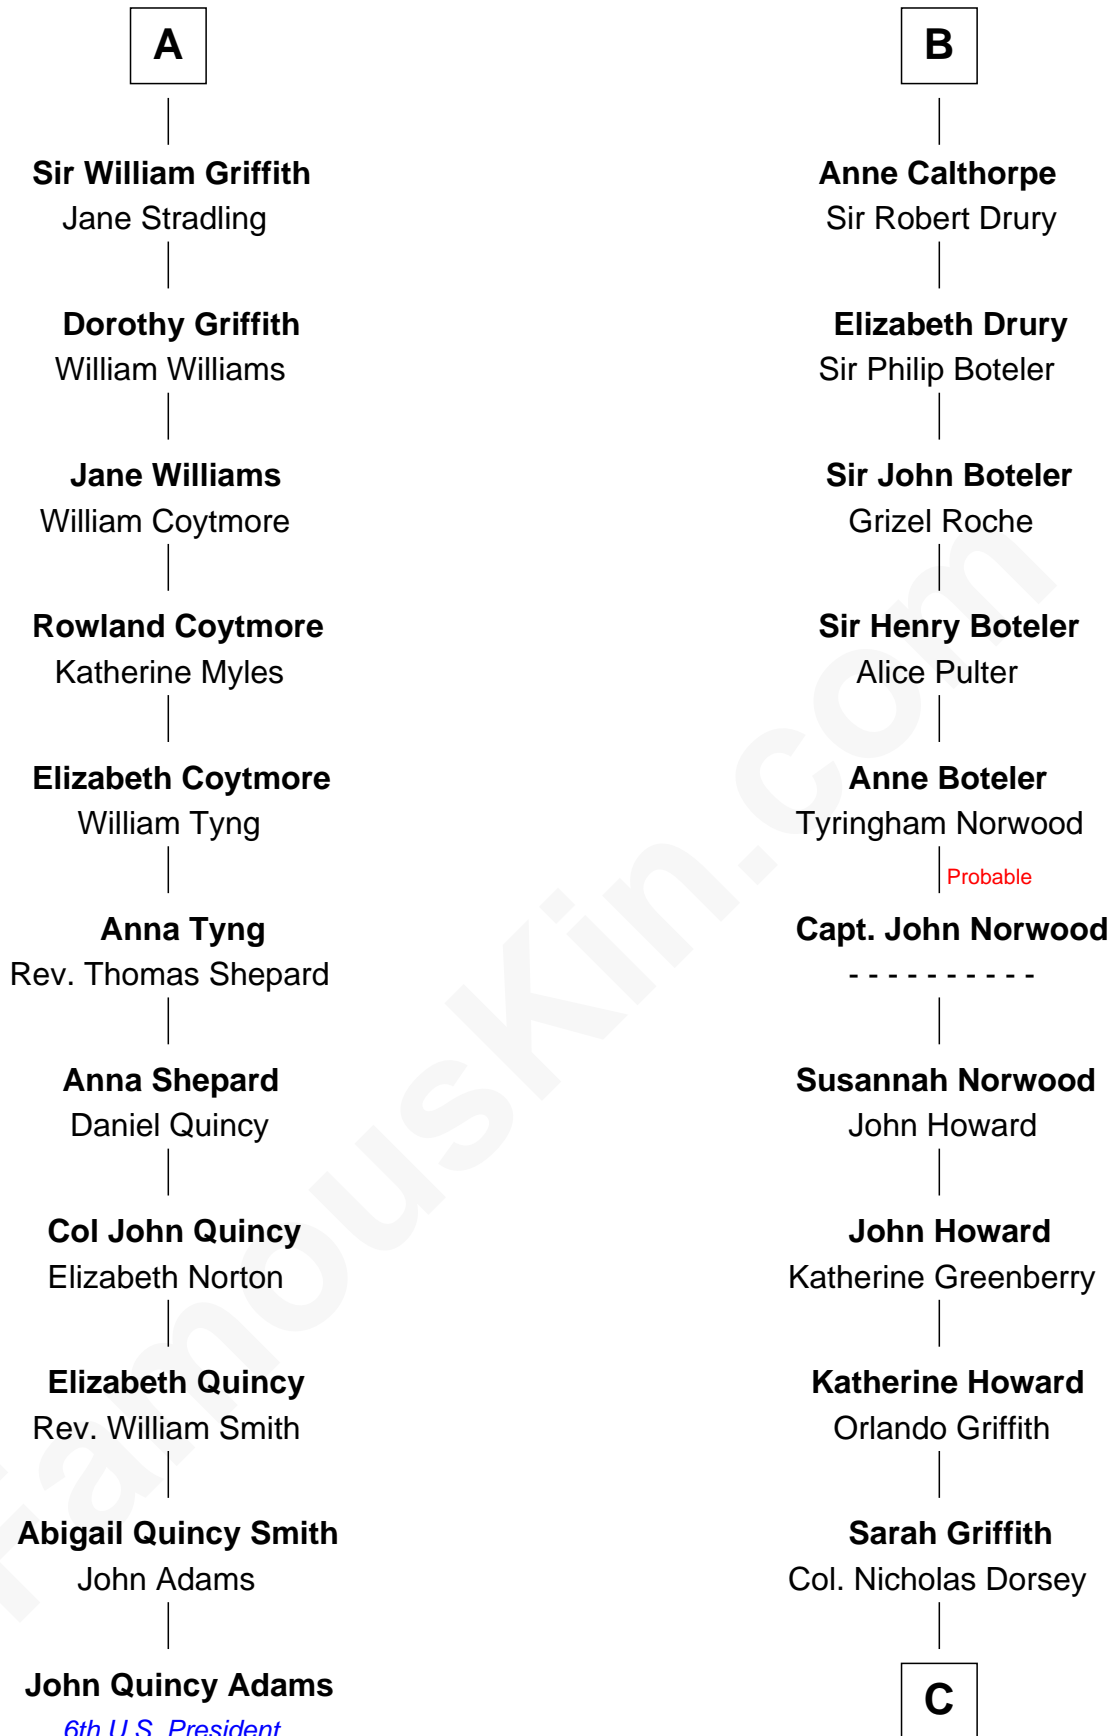 A
Sir William Griffith
Jane Stradling
Dorothy Griffith
William Williams
Jane Williams
William Coytmore
Rowland Coytmore
Katherine Myles
Elizabeth Coytmore
William Tyng
Anna Tyng
Rev. Thomas Shepard
Anna Shepard
Daniel Quincy
Col John Quincy
Elizabeth Norton
Elizabeth Quincy
Rev. William Smith
Abigail Quincy Smith
John Adams
John Quincy Adams
6th U.S. President
B
Anne Calthorpe
Sir Robert Drury
Elizabeth Drury
Sir Philip Boteler
Sir John Boteler
Grizel Roche
Sir Henry Boteler
Alice Pulter
Anne Boteler
Tyringham Norwood
Probable
Capt. John Norwood
- - - - - - - - - -
Susannah Norwood
John Howard
John Howard
Katherine Greenberry
Katherine Howard
Orlando Griffith
Sarah Griffith
Col. Nicholas Dorsey
C
FamousKin.com